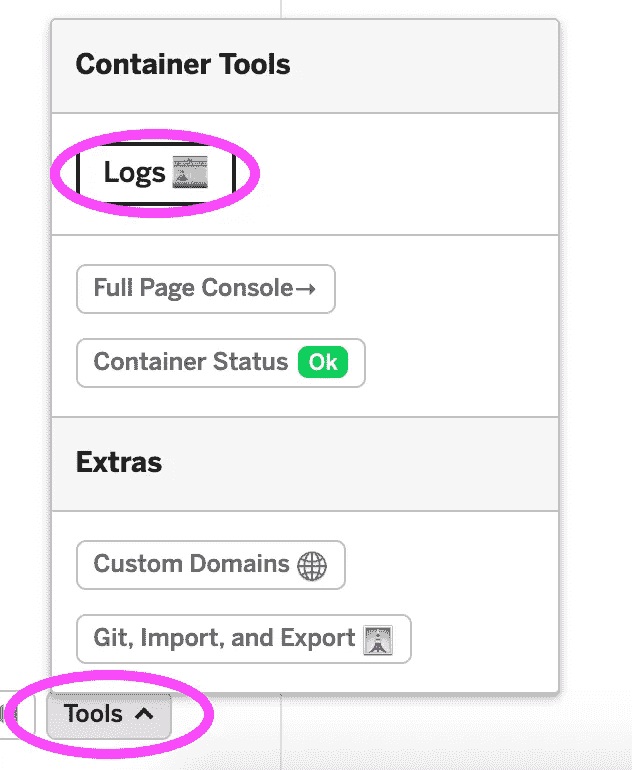 Container Tools
Logs
Full Page Console→
Container Status Ok
Extras
Custom Domains
Git, Import, and Export
Tools